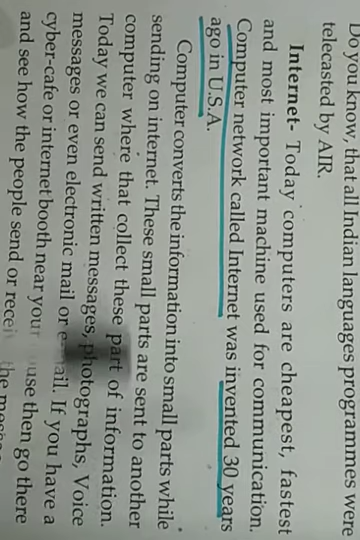 Do you know, that all Indian languages programmes were
telecasted by AIR.
Internet- Today computers are cheapest, fastest
and most important machine used for communication.
Computer network called Internet was invented 30 years
ago in U.S.A.
Computer converts the information into small parts while
sending on internet. These small parts are sent to another
computer where that collect these part of information.
Today we can send written messages, photographs, Voice
messages or even electronic mail or e-mail. If you have a
cyber-cafe or internet booth near your then go there
and see how the people send or the